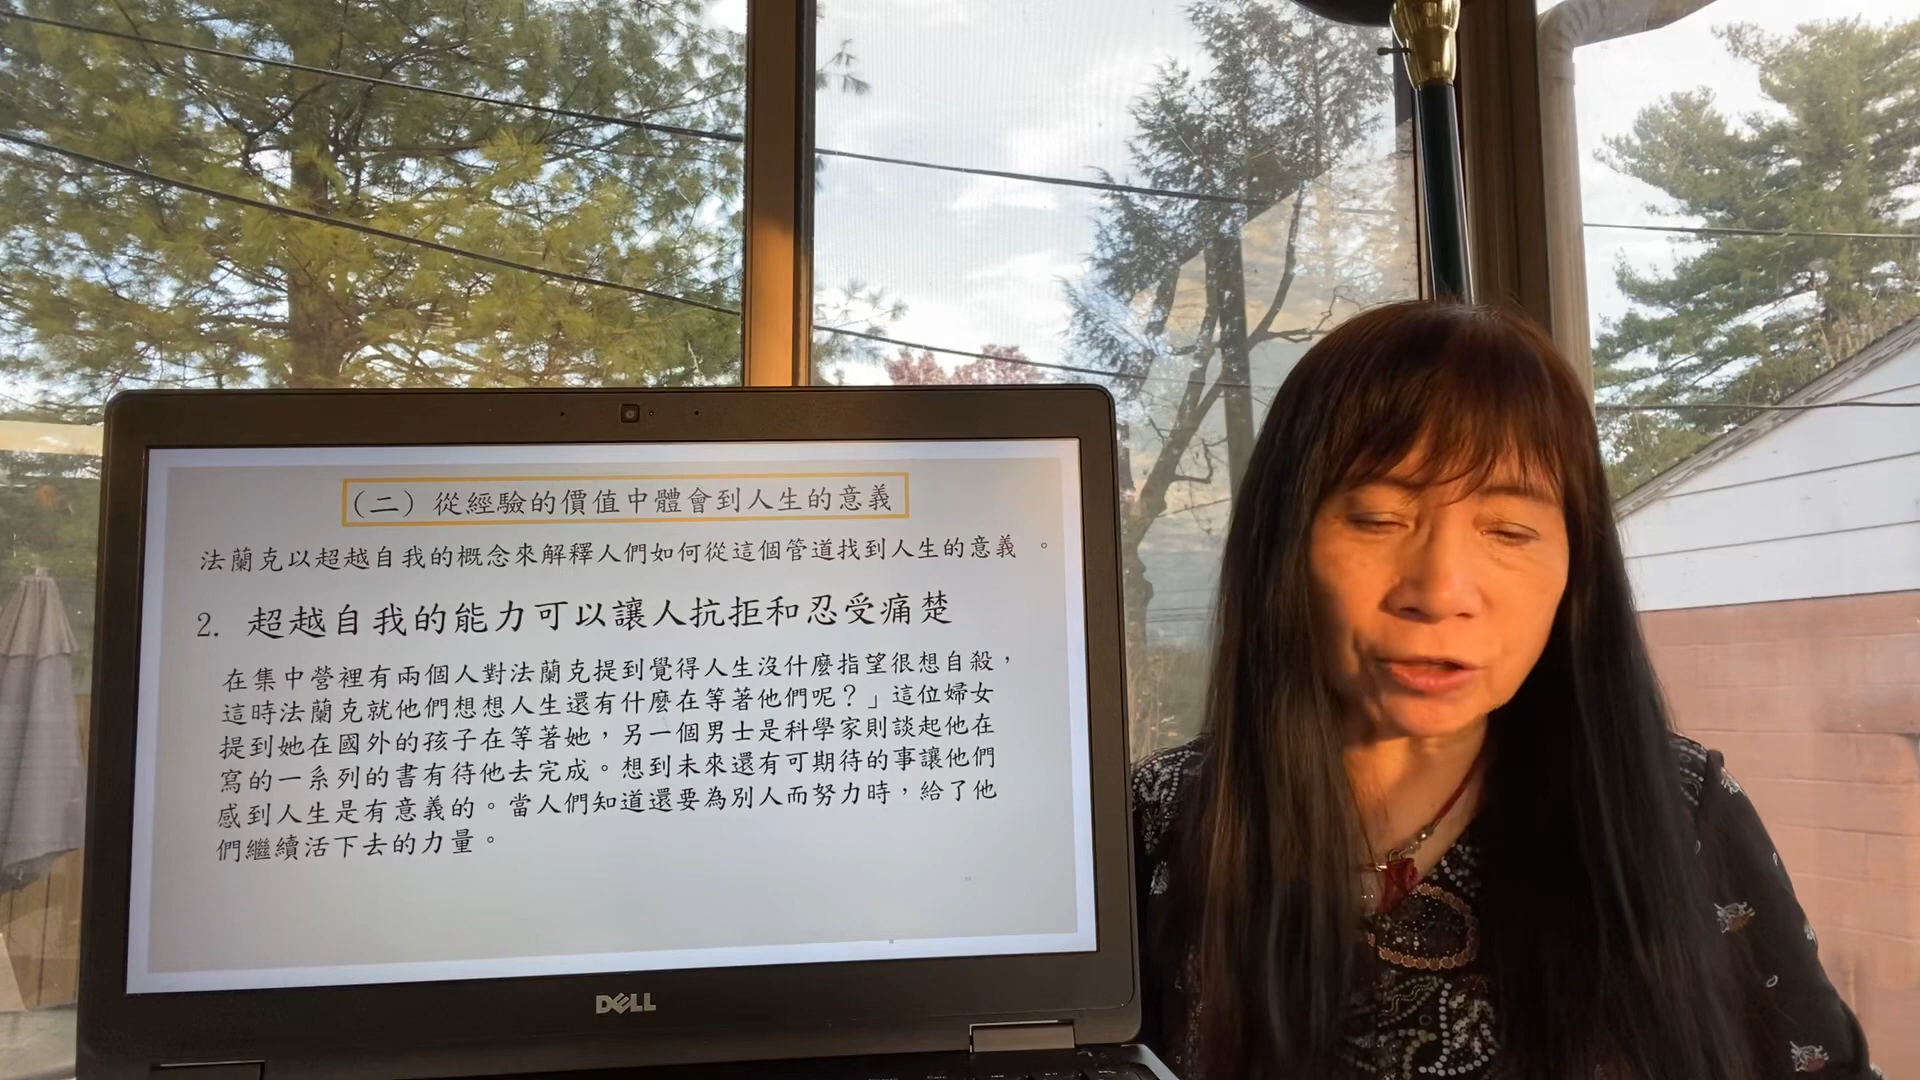 （二）從經驗的價值中體會到人生的意義
法蘭克以超越自我的概念來解釋人們如何從這個管道找到人生的意義。
2. 超越自我的能力可以讓人抗拒和忍受痛楚
在集中營裡有兩個人對法蘭克提到覺得人生沒什麼指望很想自殺，
這時法蘭克就他們想想人生還有什麼在等著他們呢？」這位婦女
提到她在國外的孩子在等著她，另一個男士是科學家則談起他在
寫的一系列的書有待他去完成。想到未來還有可期待的事讓他們
感到人生是有意義的。當人們知道還要為別人而努力時，給了他
們繼續活下去的力量。
DELL